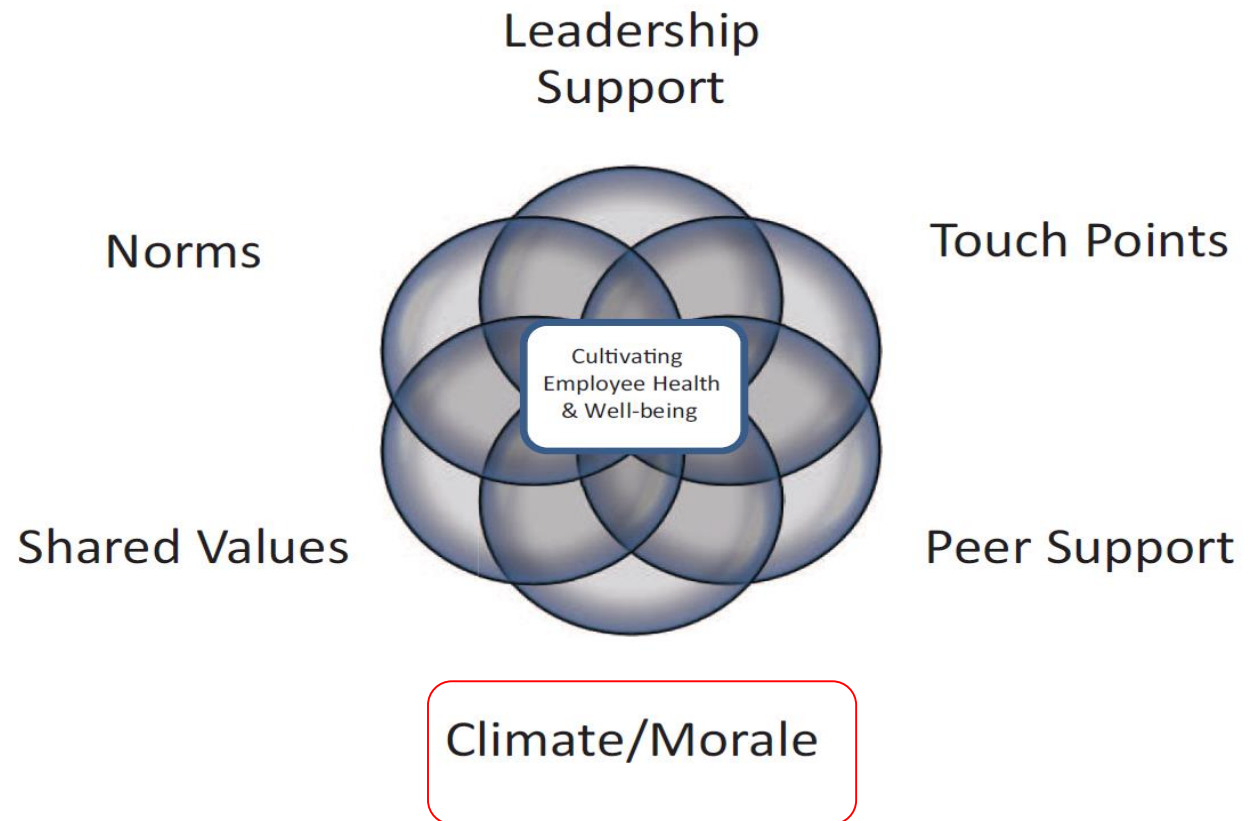 Leadership
Support
Norms
Touch Points
Cultivating
Employee Health
& Well-being
Shared Values
Peer Support
Climate/Morale